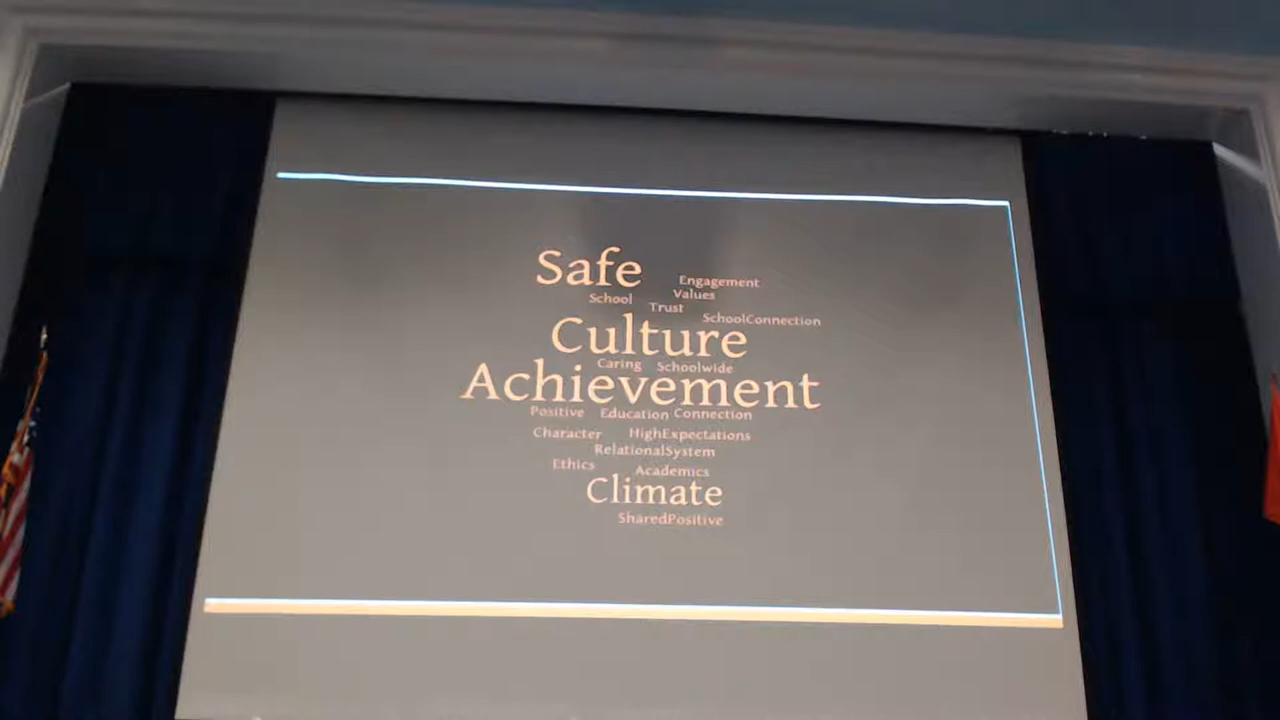 Safe Engagement
School Values
Trust SchoolConnection
Culture
Caring Schoolwide
Achievement
Positive Education Connection
Character HighExpectations
RelationalSystem
Ethics Academics
Climate
SharedPositive